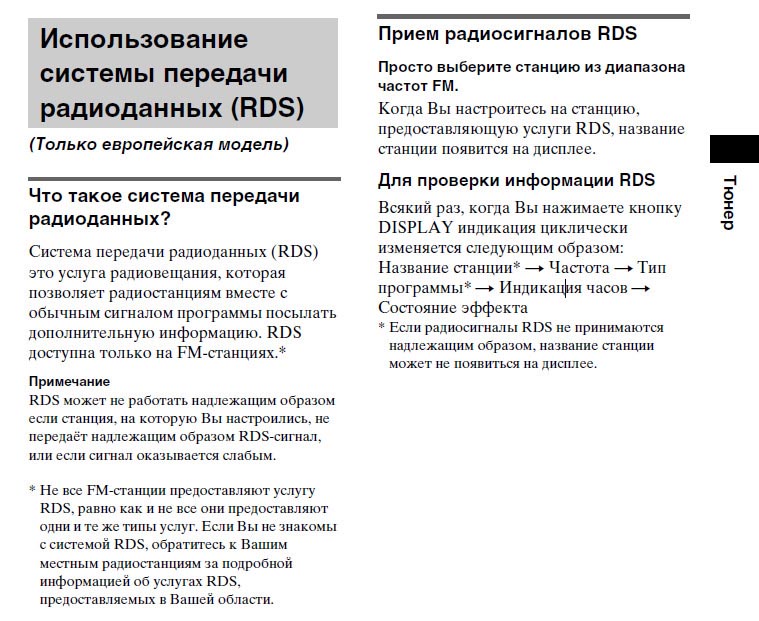 Использование
системы передачи
радиоданных (RDS)
(Только европейская модель)
Что такое система передачи
радиоданных?
Система передачи радиоданных (RDS)
это услуга радиовещания, которая
позволяет радиостанциям вместе с
обычным сигналом программы посылать
дополнительную информацию. RDS
доступна только на FM-станциях.*
Примечание
RDS может не работать надлежащим образом
если станция, на которую Вы настроились, не
передаёт надлежащим образом RDS-сигнал,
или если сигнал оказывается слабым.
* Не все FM-станции предоставляют услугу
RDS, равно как и не все они предоставляют
одни и те же типы услуг. Если Вы не знакомы
с системой RDS, обратитесь к Вашим
местным радиостанциям за подробной
информацией об услугах RDS,
предоставляемых в Вашей области.
Прием радиосигналов RDS
Просто выберите станцию из диапазона
частот FM.
Когда Вы настроитесь на станцию,
предоставляющую услуги RDS, название
станции появится на дисплее.
Для проверки информации RDS
Всякий раз, когда Вы нажимаете кнопку
DISPLAY индикация циклически
изменяется следующим образом:
Название станции* → Частота → Тип
программы* → Индикация часов →
Состояние эффекта
* Если радиосигналы RDS не принимаются
надлежащим образом, название станции
может не появиться на дисплее.
Тюнер